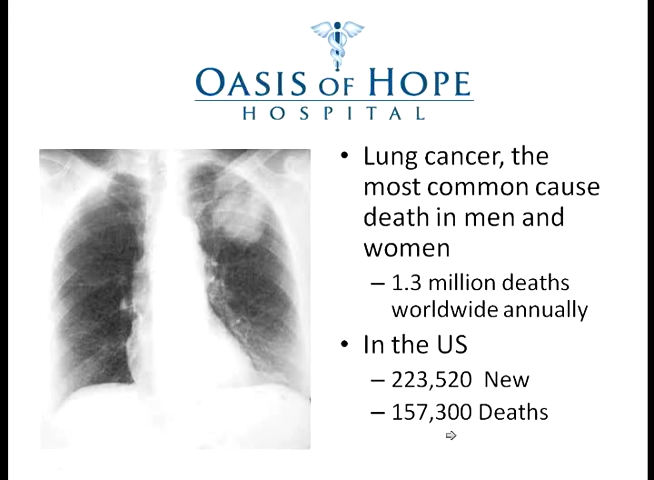 OASIS OF HOPE
HOSPITAL
• Lung cancer, the
most common cause
death in men and
women
– 1.3 million deaths
worldwide annually
• In the US
– 223,520 New
– 157,300 Deaths